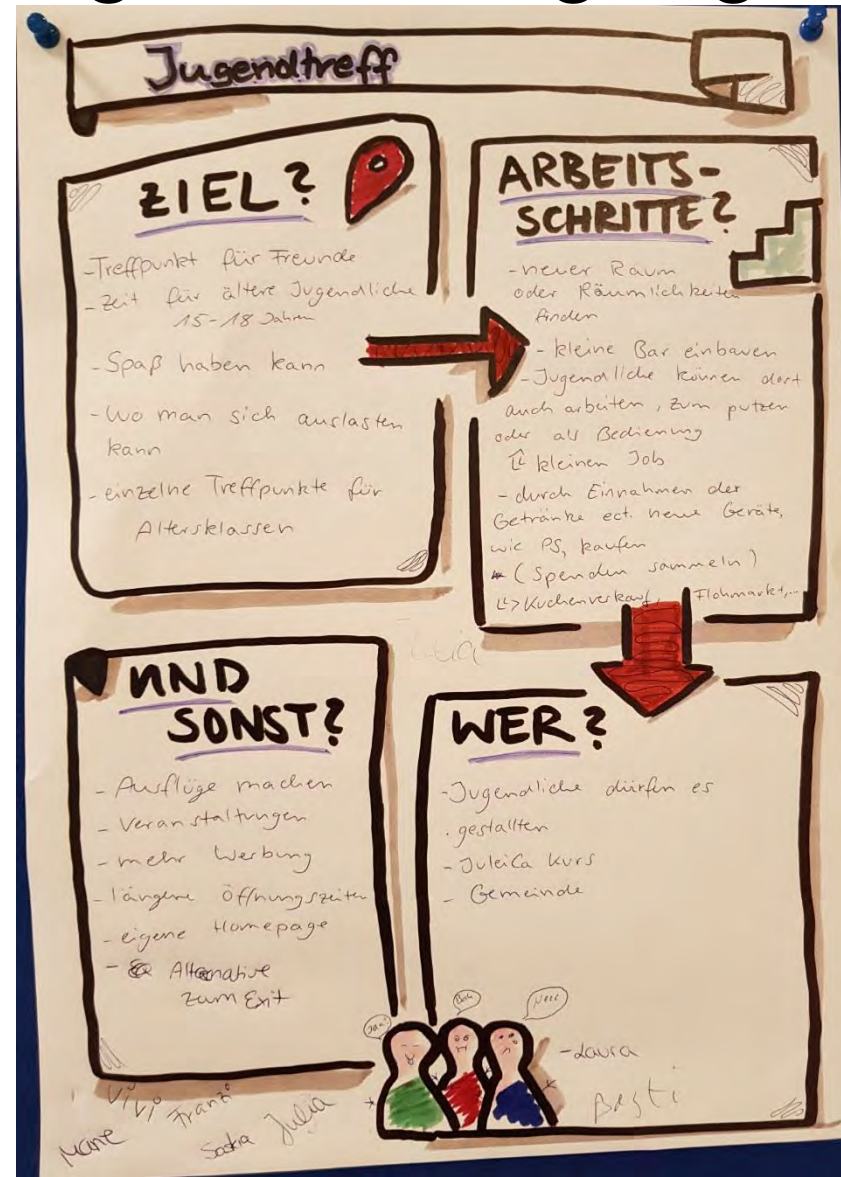 Jugendtreff
ZIEL?
-Treffpunkt für Freunde
- Zeit für ältere Jugendliche
15-18 Jahren
- Spaß haben kann
- Wo man sich auslasten
kann
- einzelne Treffpunkte für
Altersklassen
ARBEITS-
SCHRITTE?
- neuer Raum
oder Räumlichkeiten
finden
- kleine Bar einbauen
- Jugendliche können dort
auch arbeiten, zum putzen
oder als Bedienung
kleinen Job
- durch Einnahmen der
Getränke ect. neue Geräte,
wie PS, kaufen
(Spenden sammeln)
↳> Kuchenverkauf, Flohmarkt,...
UND
SONST?
- Ausflüge machen
- Veranstaltungen
- mehr Werbung
- längere Öffnungszeiten
- eigene Homepage
- Alternative
zum Exit
WER?
-Jugendliche dürfen es
gestallten
- JuleiCa Kurs
- Gemeinde
-Laura
Basti
Vivi
Franzi
Marie
Saskia
Julia